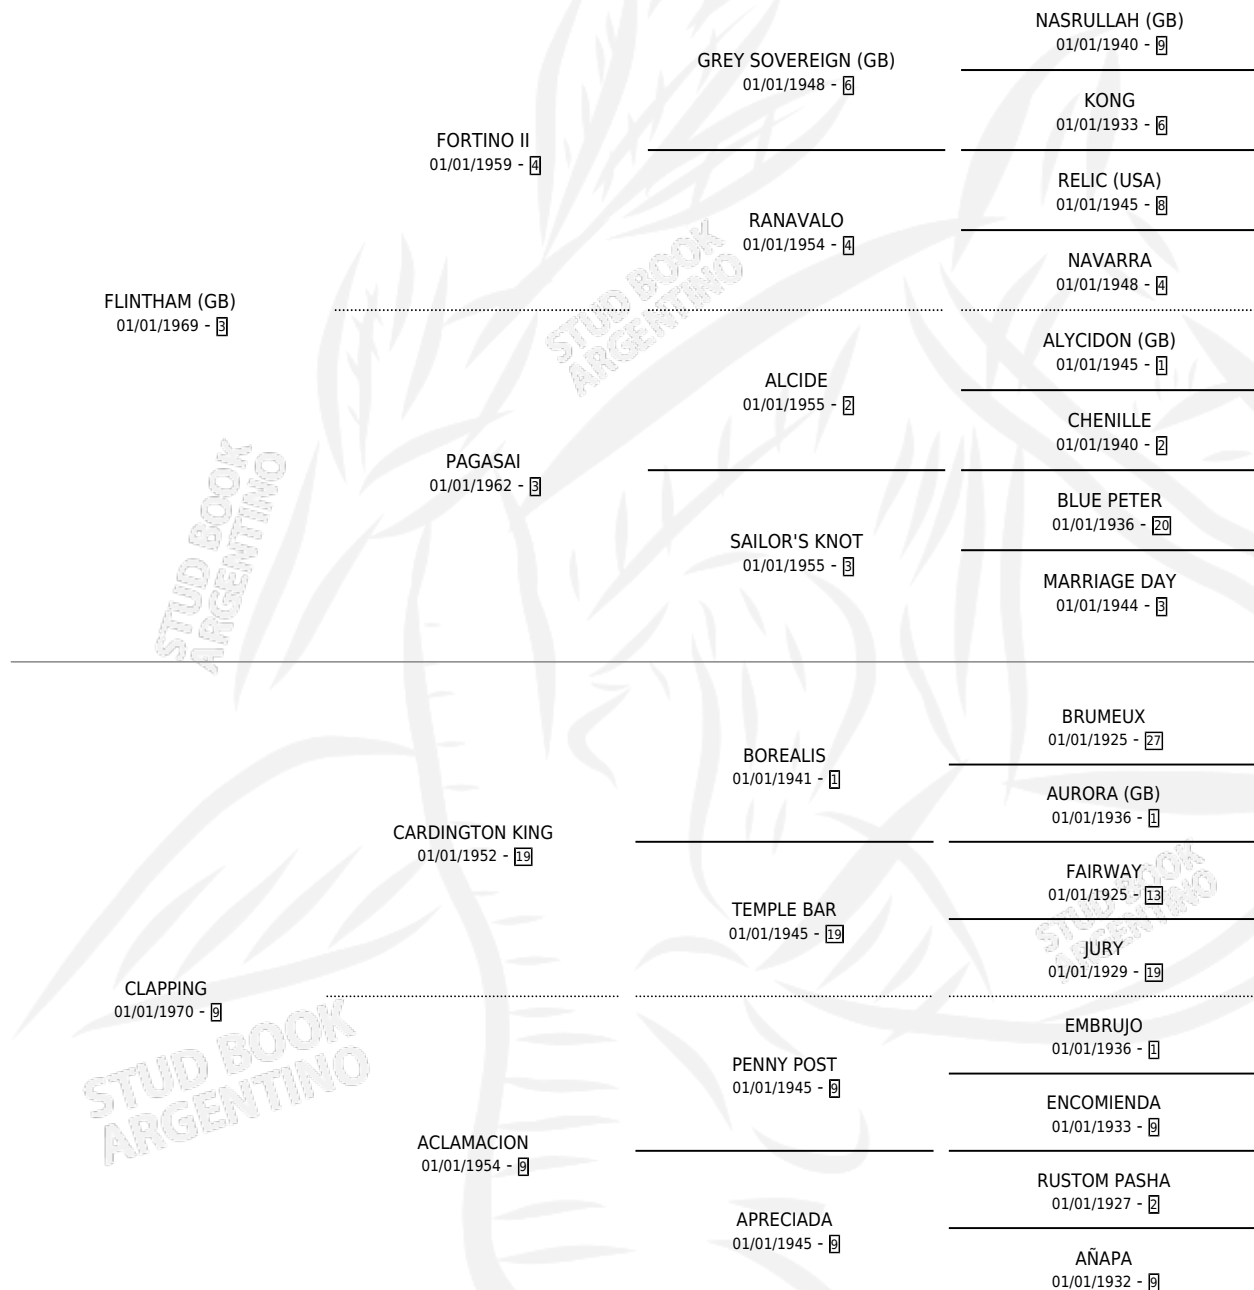 NASRULLAH (GB)
01/01/1940 - 9
GREY SOVEREIGN (GB)
01/01/1948 - 6
KONG
01/01/1933 - 6
FORTINO II
01/01/1959 - 4
RELIC (USA)
01/01/1945 - 8
RANAVALO
01/01/1954 - 4
NAVARRA
01/01/1948 - 4
FLINTHAM (GB)
01/01/1969 - 3
ALYCIDON (GB)
01/01/1945 - 1
ALCIDE
01/01/1955 - 2
CHENILLE
01/01/1940 - 2
PAGASAI
01/01/1962 - 3
BLUE PETER
01/01/1936 - 20
SAILOR'S KNOT
01/01/1955 - 3
MARRIAGE DAY
01/01/1944 - 3
BRUMEUX
01/01/1925 - 27
BOREALIS
01/01/1941 - 1
AURORA (GB)
01/01/1936 - 1
CARDINGTON KING
01/01/1952 - 19
FAIRWAY
01/01/1925 - 13
TEMPLE BAR
01/01/1945 - 19
JURY
01/01/1929 - 19
CLAPPING
01/01/1970 - 9
EMBRUJO
01/01/1936 - 1
PENNY POST
01/01/1945 - 9
ENCOMIENDA
01/01/1933 - 9
ACLAMACION
01/01/1954 - 9
RUSTOM PASHA
01/01/1927 - 2
APRECIADA
01/01/1945 - 9
AÑAPA
01/01/1932 - 9
STUD BOOK
ARGENTINO
STUD BOOK
ARGENTINO
STUD BOOK
ARGENTINO
STUD BOOK
ARGENTINO